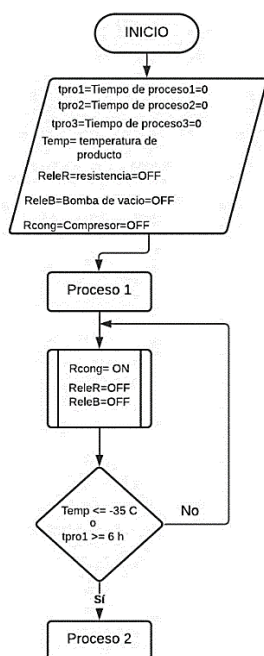 INICIO
tpro1=Tiempo de proceso1=0
tpro2=Tiempo de proceso2=0
tpro3=Tiempo de proceso3=0
Temp= temperatura de
producto
ReleR=resistencia=OFF
ReleB=Bomba de vacio=OFF
Rcong=Compresor=OFF
Proceso 1
Rcong= ON
ReleR=OFF
ReleB=OFF
Temp <= -35 C
o
tpro1 >= 6 h
No
Sí
Proceso 2